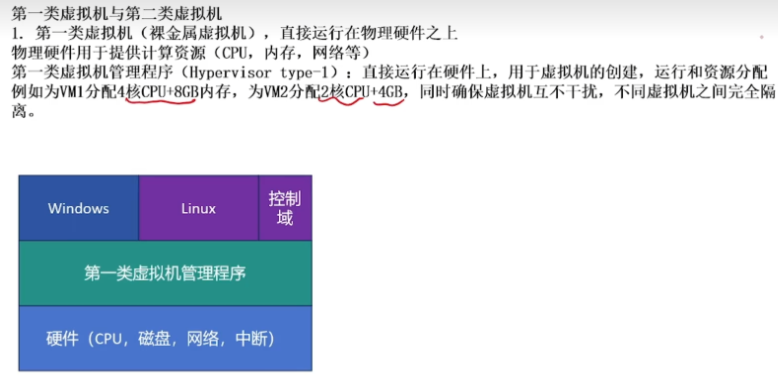 第一类虚拟机与第二类虚拟机
1. 第一类虚拟机（裸金属虚拟机），直接运行在物理硬件之上
物理硬件用于提供计算资源（CPU，内存，网络等）
第一类虚拟机管理程序（Hypervisor type-1）：直接运行在硬件上，用于虚拟机的创建，运行和资源分配
例如为VM1分配4核CPU+8GB内存，为VM2分配2核CPU+4GB，同时确保虚拟机互不干扰，不同虚拟机之间完全隔
离。
Windows
Linux
控制
域
第一类虚拟机管理程序
硬件（CPU，磁盘，网络，中断）